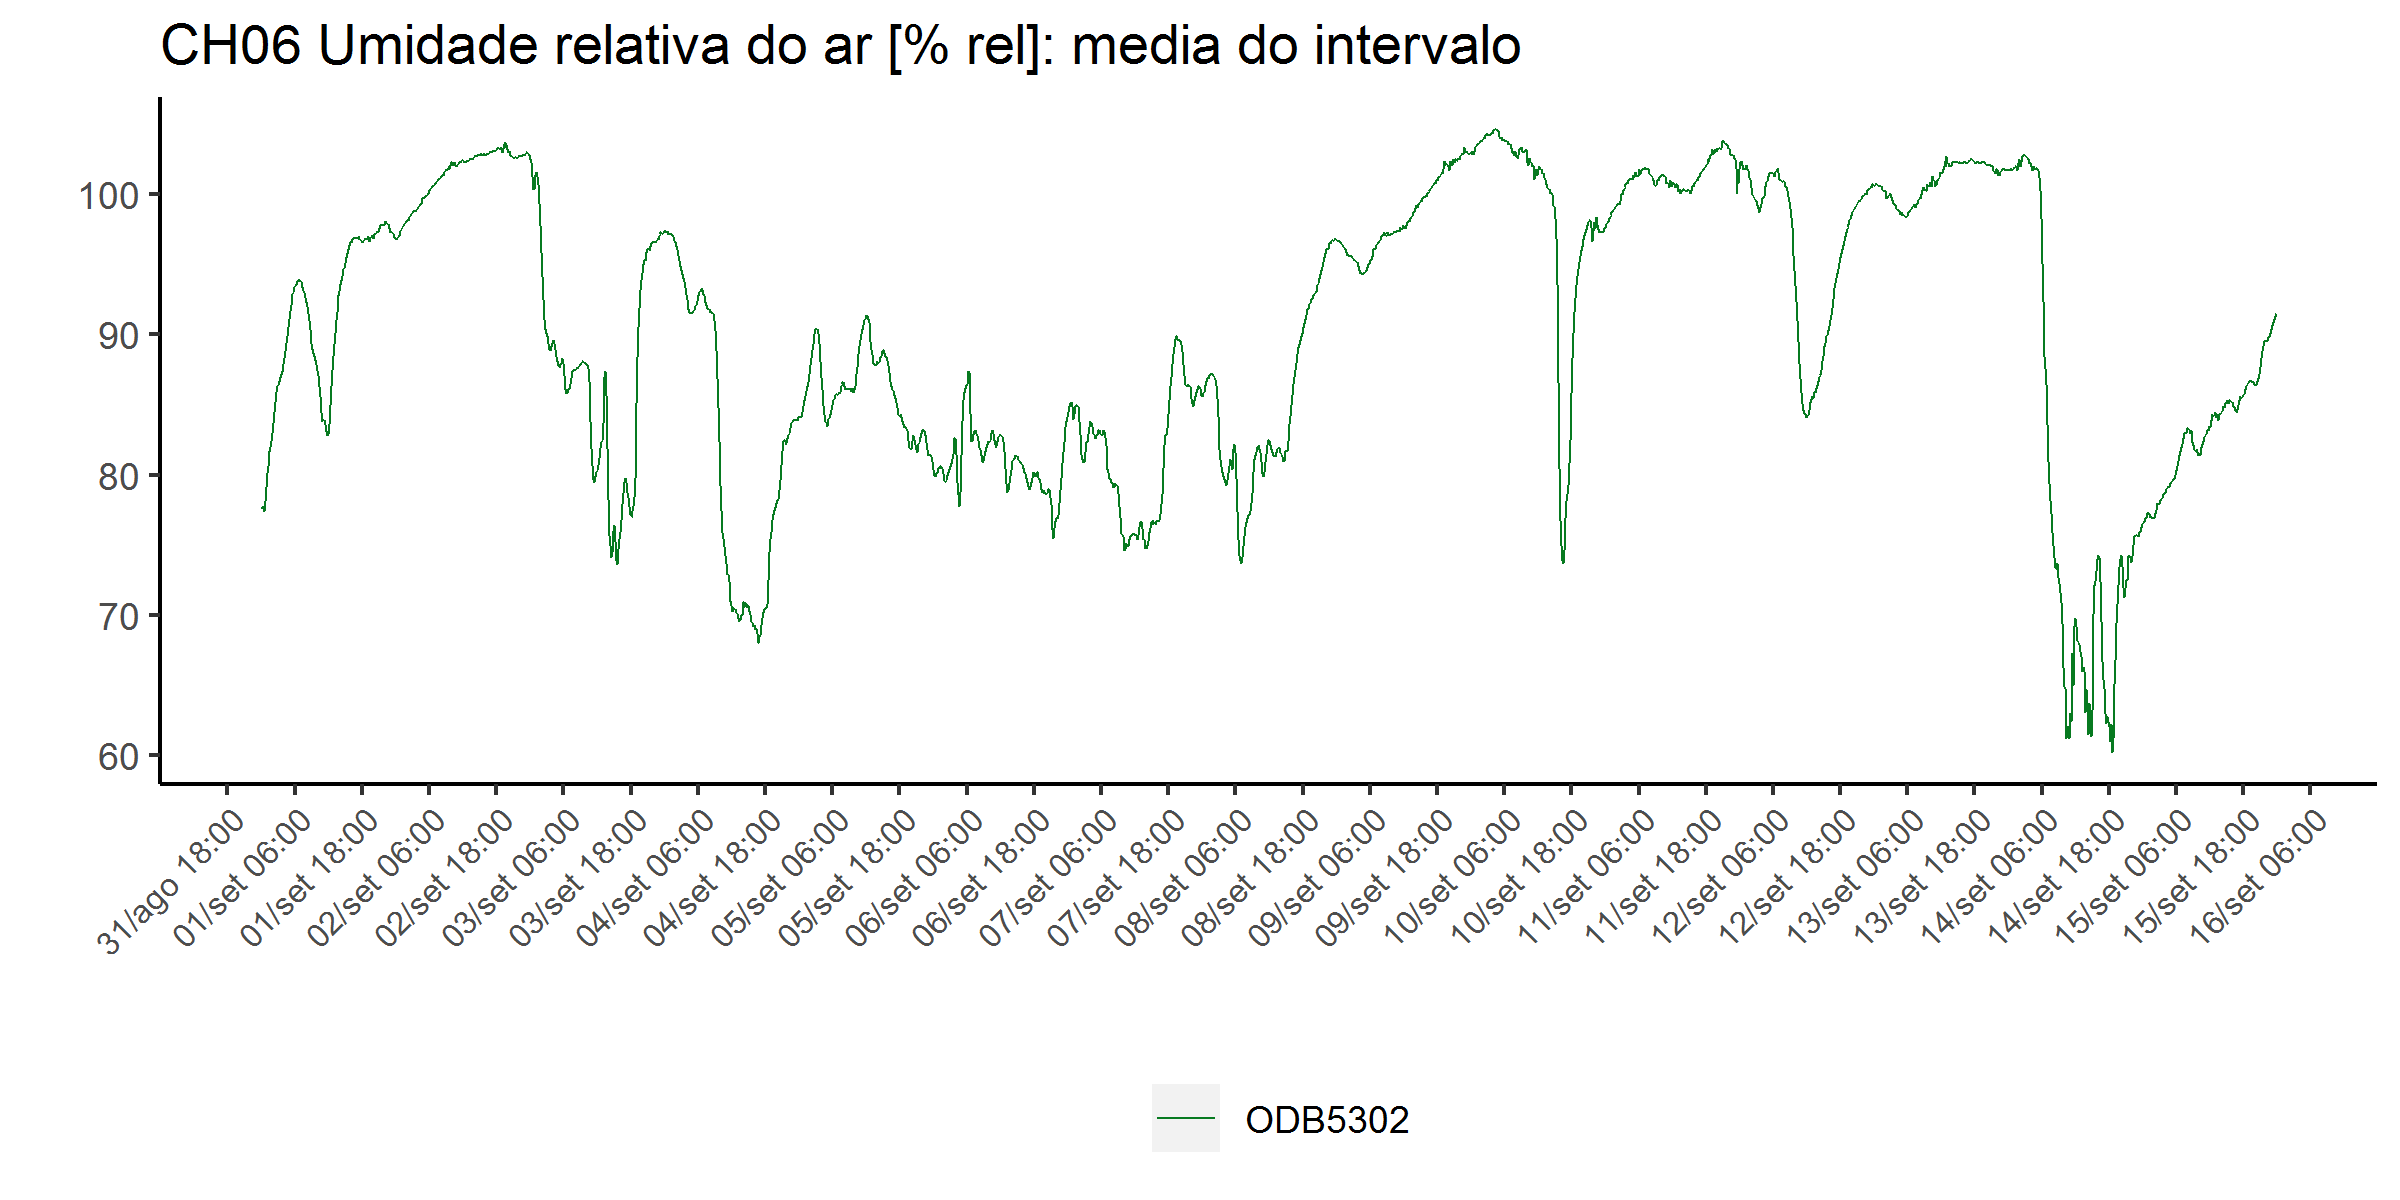 CH06 Umidade relativa do ar [% rel]: media do intervalo
100
90
80
70
60
31/ago 18:00
01/set 06:00
01/set 18:00
02/set 06:00
02/set 18:00
03/set 06:00
03/set 18:00
04/set 06:00
04/set 18:00
05/set 06:00
05/set 18:00
06/set 06:00
06/set 18:00
07/set 06:00
07/set 18:00
08/set 06:00
08/set 18:00
09/set 06:00
09/set 18:00
10/set 06:00
10/set 18:00
11/set 06:00
11/set 18:00
12/set 06:00
12/set 18:00
13/set 06:00
13/set 18:00
14/set 06:00
14/set 18:00
15/set 06:00
15/set 18:00
16/set 06:00
ODB5302